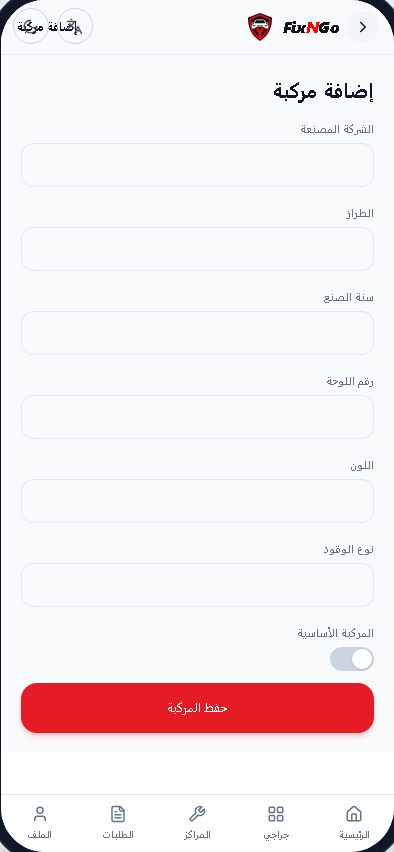 FixNGo
إضافة مركبة
إضافة مركبة
الشركة المصنعة
الطراز
سنة الصنع
رقم اللوحة
اللون
نوع الوقود
المركبة الأساسية
حفظ المركبة
الرئيسية
جراجي
المراكز
الطلبات
الملف